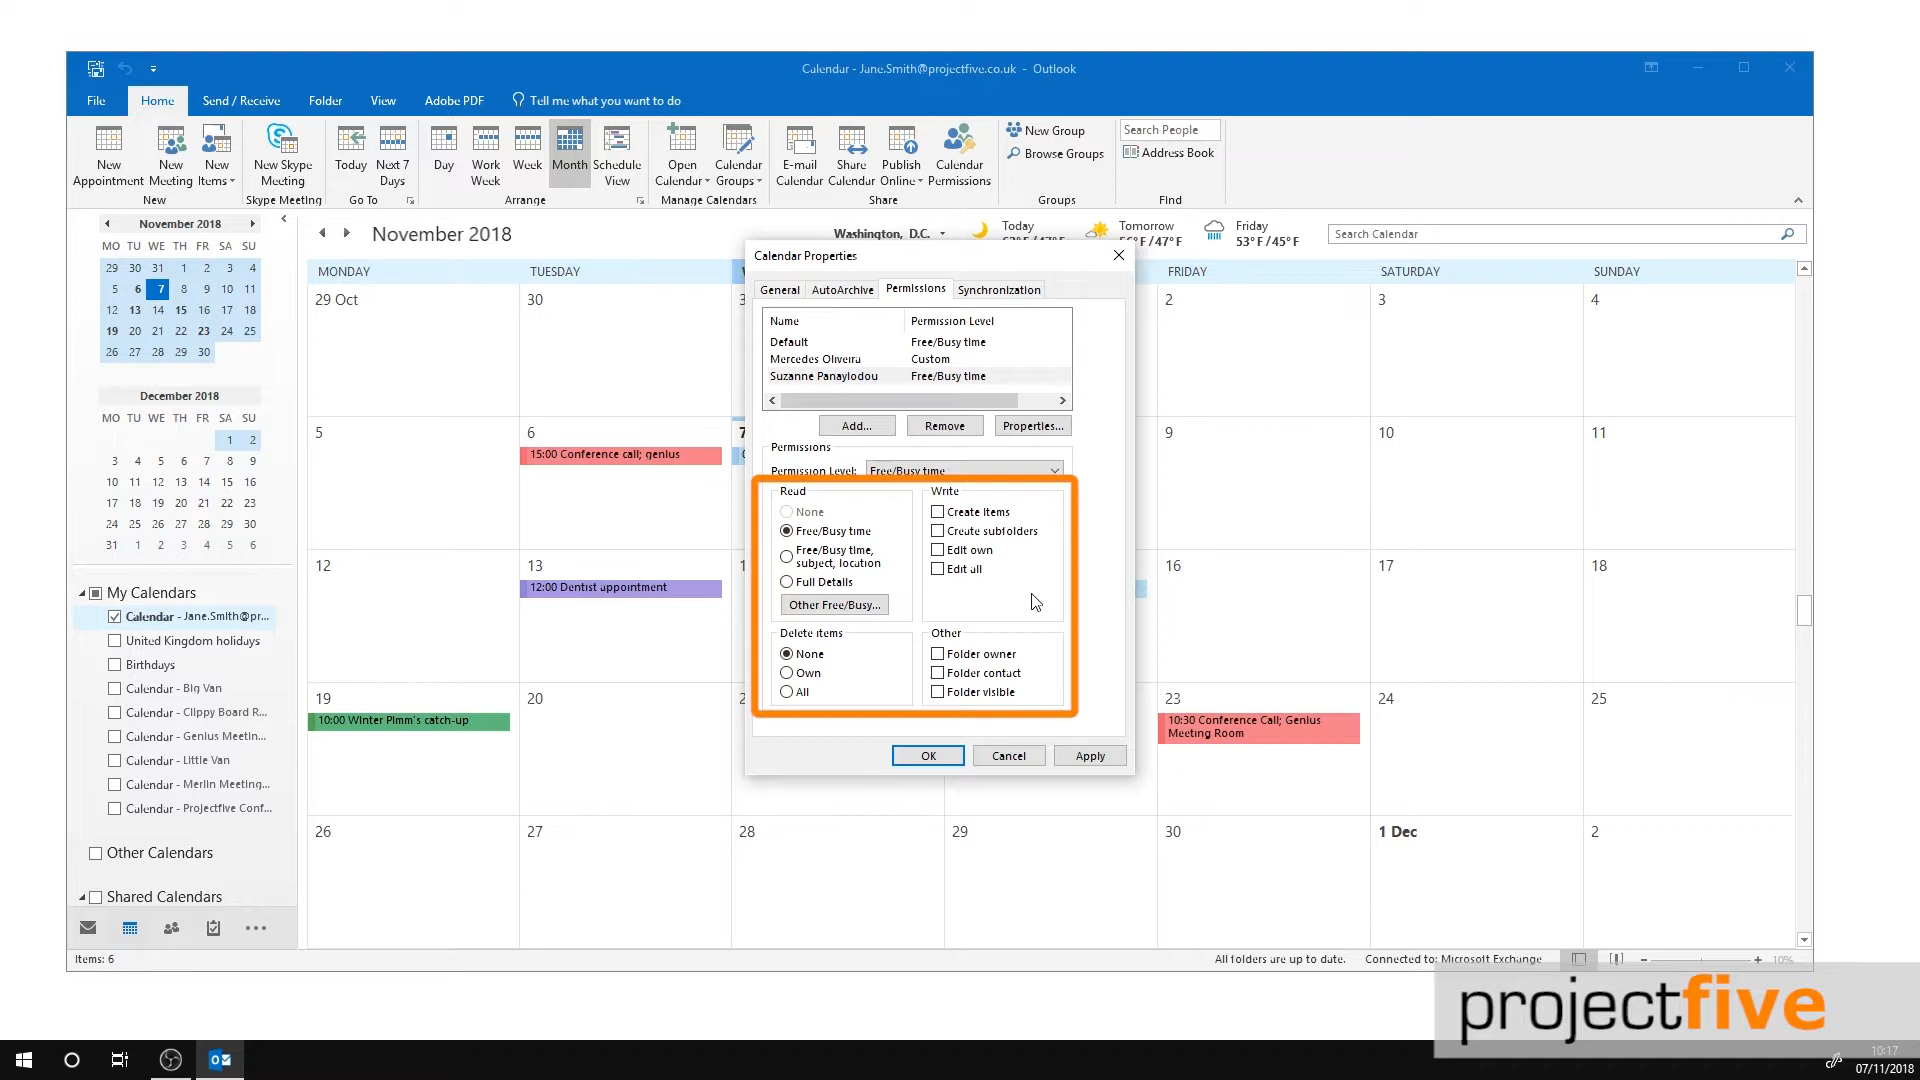 Calendar - Jane.Smith@projectfive.co.uk - Outlook
File Home Send / Receive Folder View Adobe PDF Tell me what you want to do
New Appointment
New Meeting
New Items
New
New Skype Meeting
Skype Meeting
Today
Next 7 Days
Go To
Day
Work Week
Week
Month
Schedule View
Arrange
Open Calendar
Calendar Groups
Manage Calendars
E-mail Calendar
Share Calendar
Publish Online
Calendar Permissions
Share
New Group
Browse Groups
Groups
Search People
Address Book
Find
November 2018
MO TU WE TH FR SA SU
29 30 31 1 2 3 4
5 6 7 8 9 10 11
12 13 14 15 16 17 18
19 20 21 22 23 24 25
26 27 28 29 30
December 2018
MO TU WE TH FR SA SU
1 2
3 4 5 6 7 8 9
10 11 12 13 14 15 16
17 18 19 20 21 22 23
24 25 26 27 28 29 30
31 1 2 3 4 5 6
My Calendars
Calendar - Jane.Smith@pr...
United Kingdom holidays
Birthdays
Calendar - Big Van
Calendar - Clippy Board R...
Calendar - Genius Meetin...
Calendar - Little Van
Calendar - Merlin Meeting...
Calendar - Projectfive Conf...
Other Calendars
Shared Calendars
November 2018
Washington, D.C.
Today
Tomorrow
47°F
Friday
53°F/45°F
Search Calendar
MONDAY TUESDAY FRIDAY SATURDAY SUNDAY
29 Oct 30 2 3 4
5 6 7 9 10 11
15:00 Conference call; genius
12 13 16 17 18
12:00 Dentist appointment
19 20 23 24 25
10:00 Winter Pimm's catch-up
10:30 Conference Call; Genius
Meeting Room
26 27 28 29 30 1 Dec 2
Calendar Properties
General AutoArchive Permissions Synchronization
Name Permission Level
Default Free/Busy time
Mercedes Oliveira Custom
Suzanne Panayiodou Free/Busy time
Add... Remove Properties...
Permissions
Permission Level: Free/Busy time
Read
None
Free/Busy time
Free/Busy time,
subject, location
Full Details
Other Free/Busy...
Write
Create items
Create subfolders
Edit own
Edit all
Delete items
None
Own
All
Other
Folder owner
Folder contact
Folder visible
OK Cancel Apply
Items: 6
All folders are up to date. Connected to: Microsoft Exchange 10%
projectfive
10:17
07/11/2018